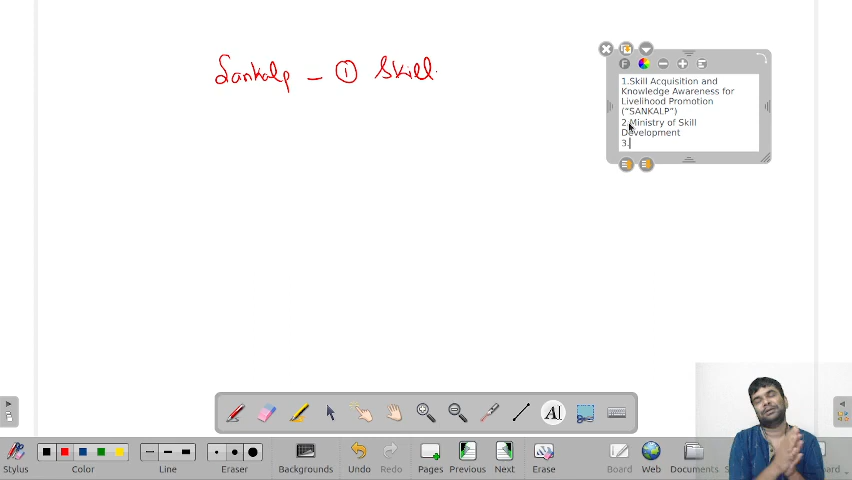 Sankalp - ① Skill
F
1.Skill Acquisition and
Knowledge Awareness for
Livelihood Promotion
(“SANKALP”)
2.Ministry of Skill
Development
3.
A
Stylus
Color
Line
Eraser
Backgrounds
Undo
Redo
Pages
Previous
Next
Erase
Board
Web
Documents